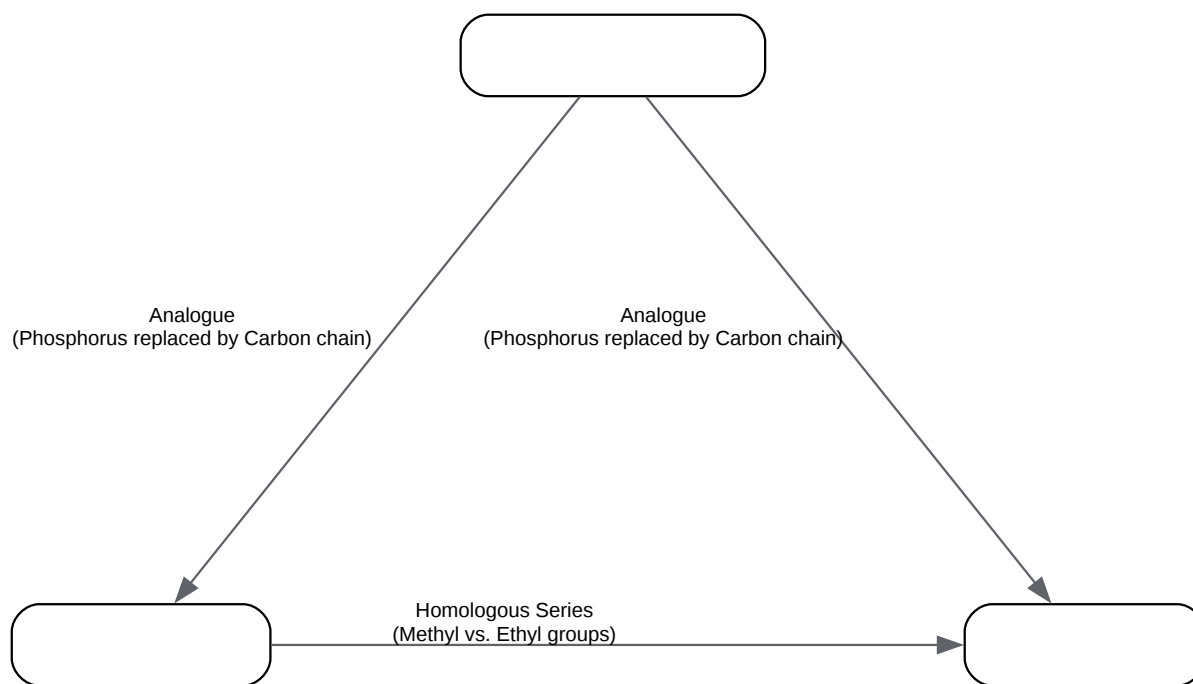 Analogue
(Phosphorus replaced by Carbon chain)
Analogue
(Phosphorus replaced by Carbon chain)
Homologous Series
(Methyl vs. Ethyl groups)